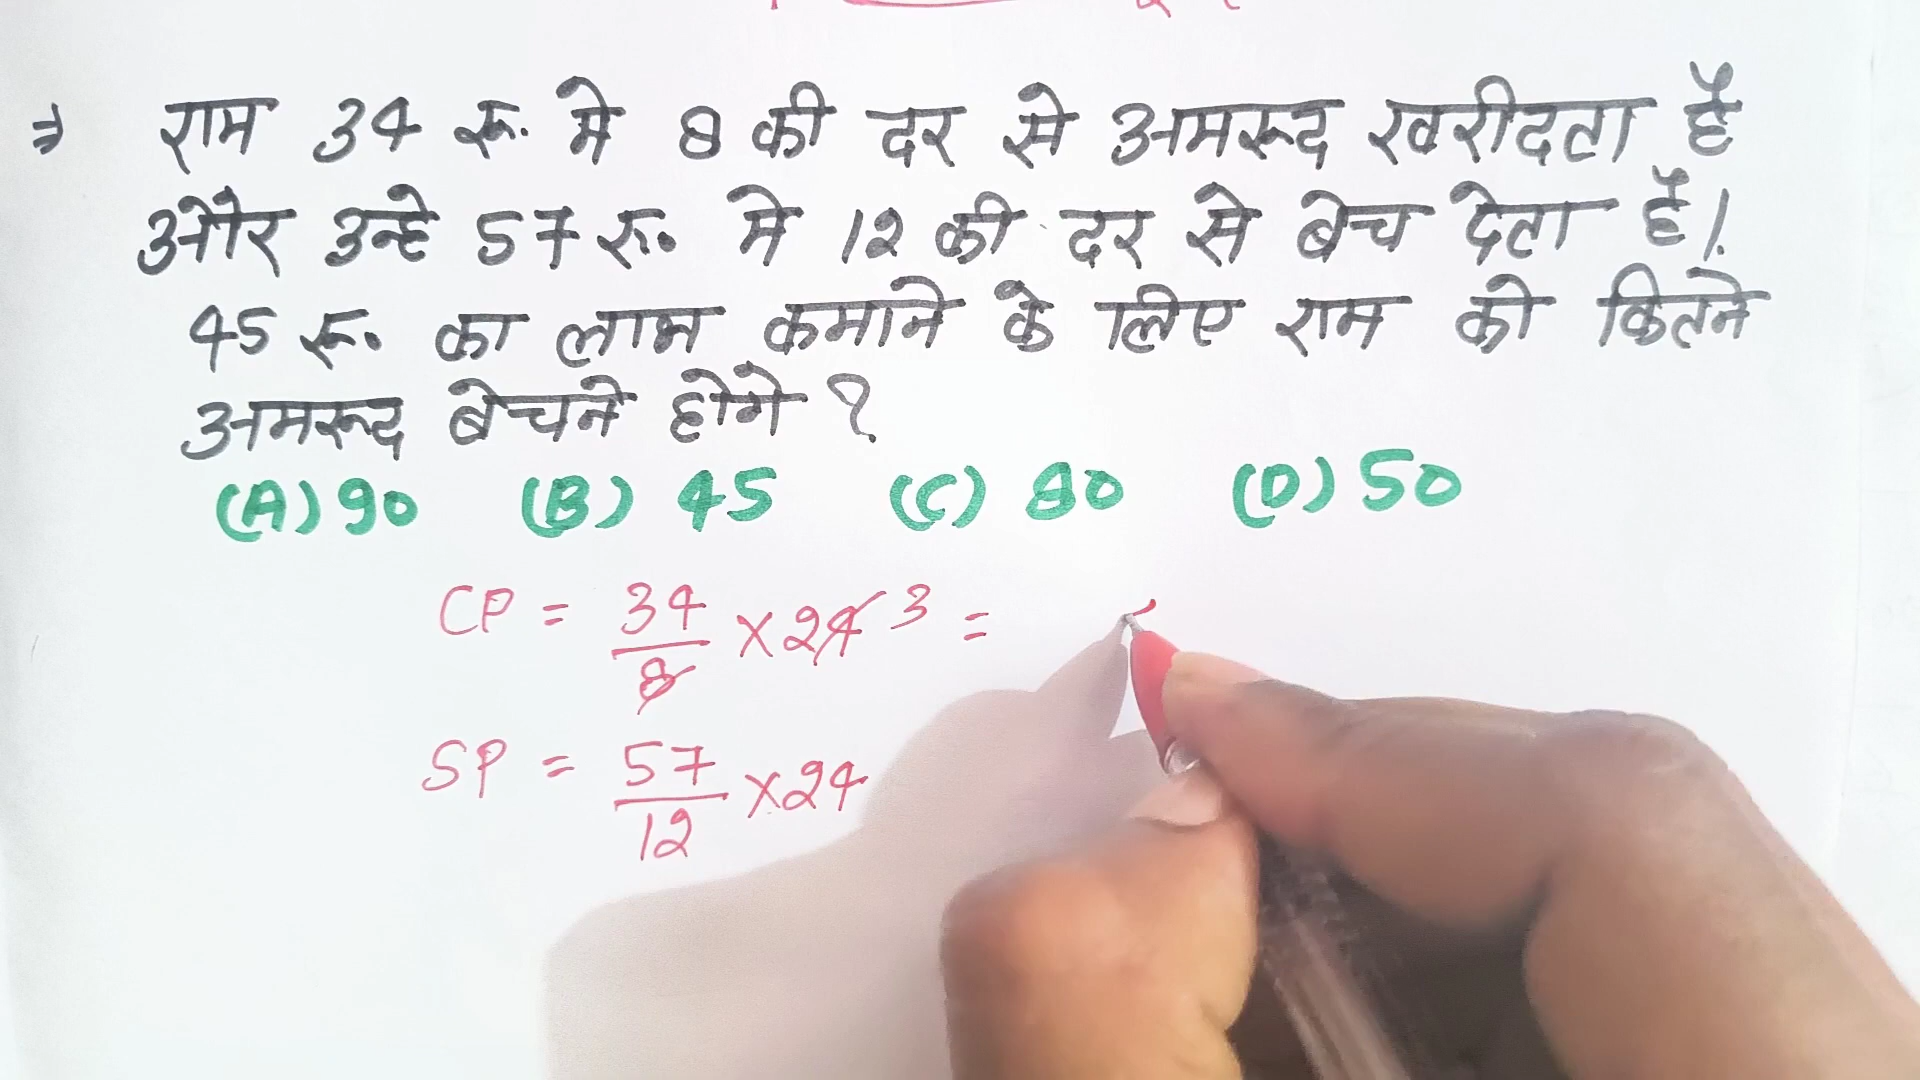 ⇒ राम 34 रू. मे 8 की दर से अमरूद खरीदता है
और उन्हे 57 रू. मे 12 की दर से बेच देता है।
45 रू. का लाभ कमाने के लिए राम को कितने
अमरूद बेचने होगे ?
(A) 90 (B) 45 (C) 80 (D) 50
CP = 34/8 × 24 3 =
SP = 57/12 × 24